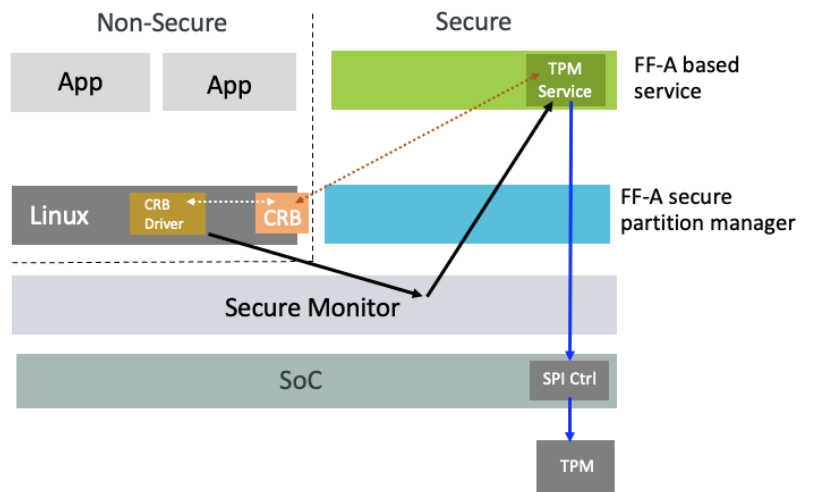 Non-Secure
Secure
App
App
TPM
Service
FF-A based
service
Linux
CRB
Driver
CRB
FF-A secure
partition manager
Secure Monitor
SoC
SPI Ctrl
TPM